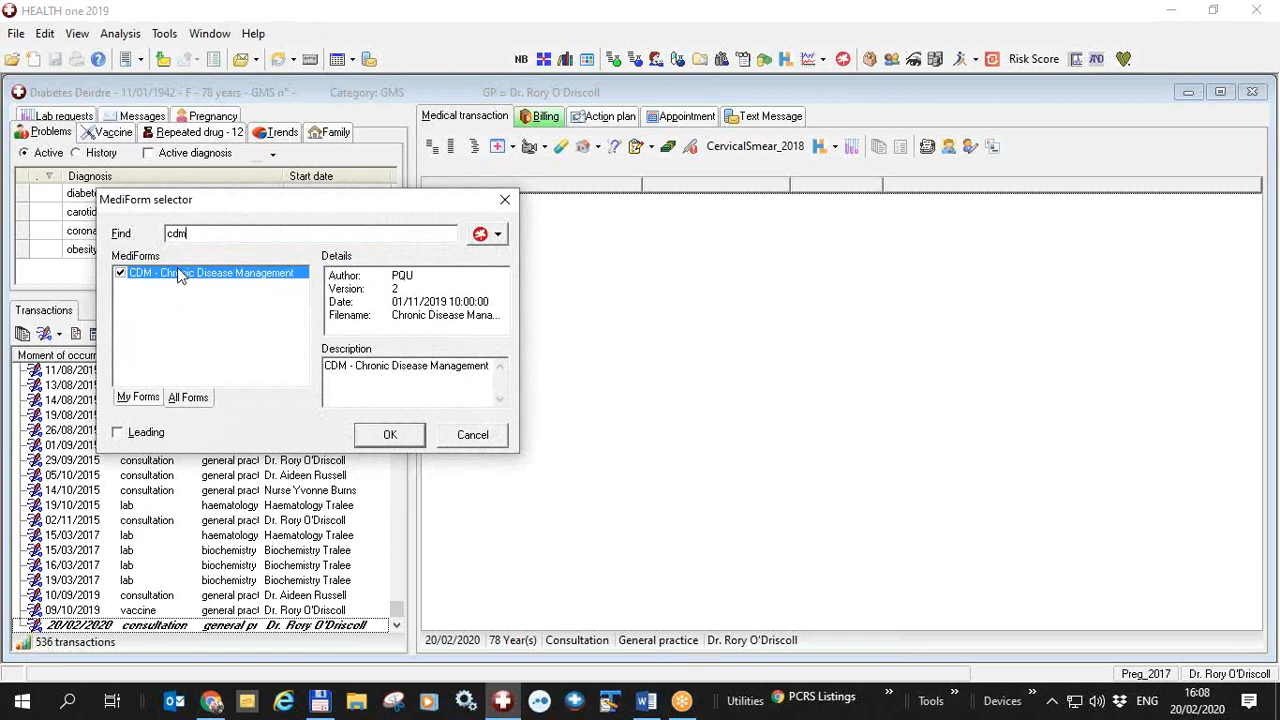 HEALTH one 2019
File Edit View Analysis Tools Window Help
NB Risk Score AND
Diabetes Deirdre - 11/01/1942 - F - 78 years - GMS n° - Category: GMS GP = Dr. Rory O'Driscoll
Lab requests Messages Pregnancy
Problems Vaccine Repeated drug - 12 Trends Family
Medical transaction Billing Action plan Appointment Text Message
Active History Active diagnosis
CervicalSmear_2018
. Diagnosis Start date
diabete
MediForm selector
carotid
Find cdm
corona
MediForms Details
obesity
CDM - Chronic Disease Management
Author: PQU
Version: 2
Date: 01/11/2019 10:00:00
Filename: Chronic Disease Mana...
Transactions
Description
Moment of occurr
CDM - Chronic Disease Management
11/08/2015
13/08/2015
14/08/2015
My Forms All Forms
19/08/2015
26/08/2015
Leading OK Cancel
01/09/2015
29/09/2015 consultation general pract Dr. Rory O'Driscoll
05/10/2015 consultation general pract Dr. Aideen Russell
14/10/2015 consultation general pract Nurse Yvonne Burns
19/10/2015 lab haematology Haematology Tralee
02/11/2015 consultation general pract Dr. Rory O'Driscoll
15/03/2017 lab haematology Haematology Tralee
15/03/2017 lab biochemistry Biochemistry Tralee
16/03/2017 lab biochemistry Biochemistry Tralee
19/03/2017 lab biochemistry Biochemistry Tralee
10/09/2019 consultation general pract Dr. Aideen Russell
09/10/2019 vaccine general pract Dr. Rory O'Driscoll
20/02/2020 consultation general pr Dr. Rory O'Driscoll
536 transactions
20/02/2020 78 Year(s) Consultation General practice Dr. Rory O'Driscoll
Preg_2017 Dr. Rory O'Driscoll
Utilities PCRS Listings Tools Devices ENG 16:08
20/02/2020